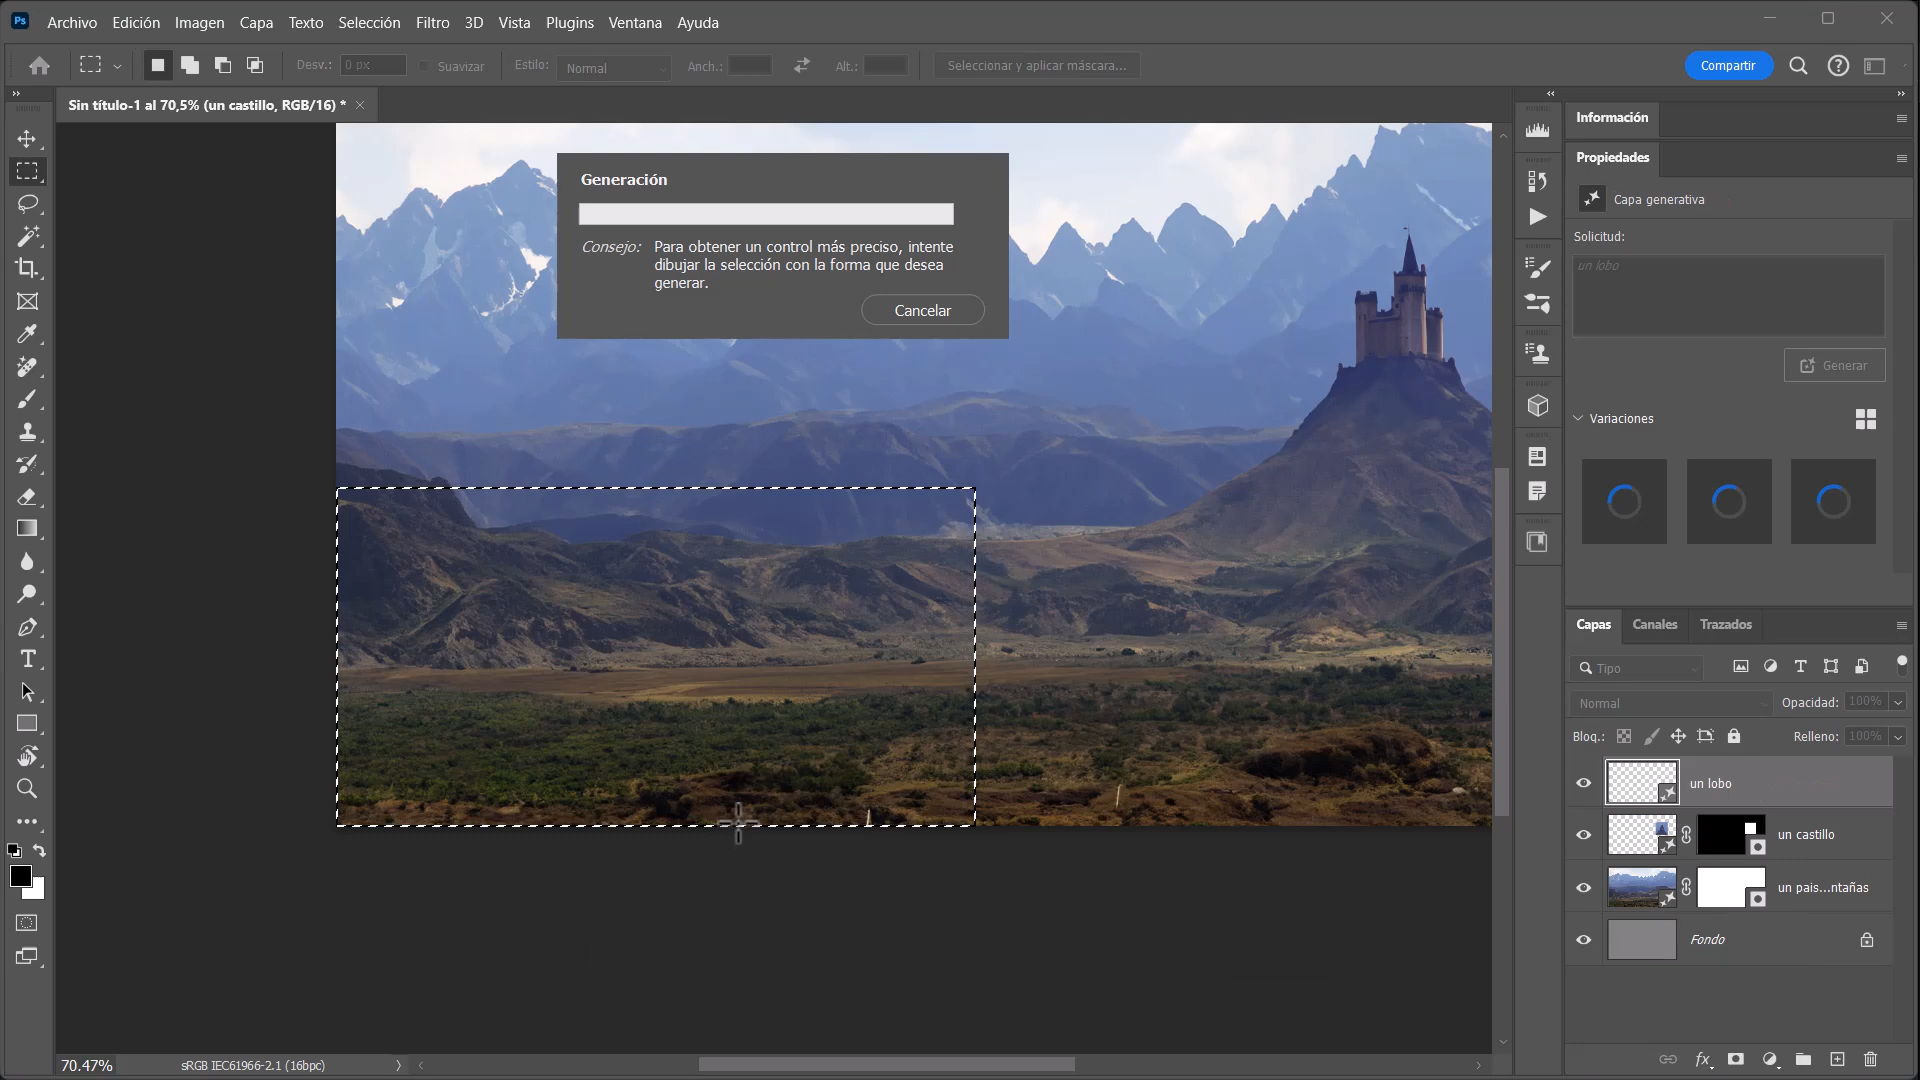 Ps Archivo Edición Imagen Capa Texto Selección Filtro 3D Vista Plugins Ventana Ayuda
Desv.: 0 px Suavizar Estilo: Normal Anch.: Alt.: Seleccionar y aplicar máscara... Compartir
Sin título-1 al 70,5% (un castillo, RGB/16) *
Generación
Consejo: Para obtener un control más preciso, intente
dibujar la selección con la forma que desea
generar.
Cancelar
Información
Propiedades
Capa generativa
Solicitud:
un lobo
Generar
Variaciones
Capas Canales Trazados
Tipo
Normal Opacidad: 100%
Bloq.: Relleno: 100%
un lobo
un castillo
un pais...ntañas
Fondo
fx
70.47% sRGB IEC61966-2.1 (16bpc)